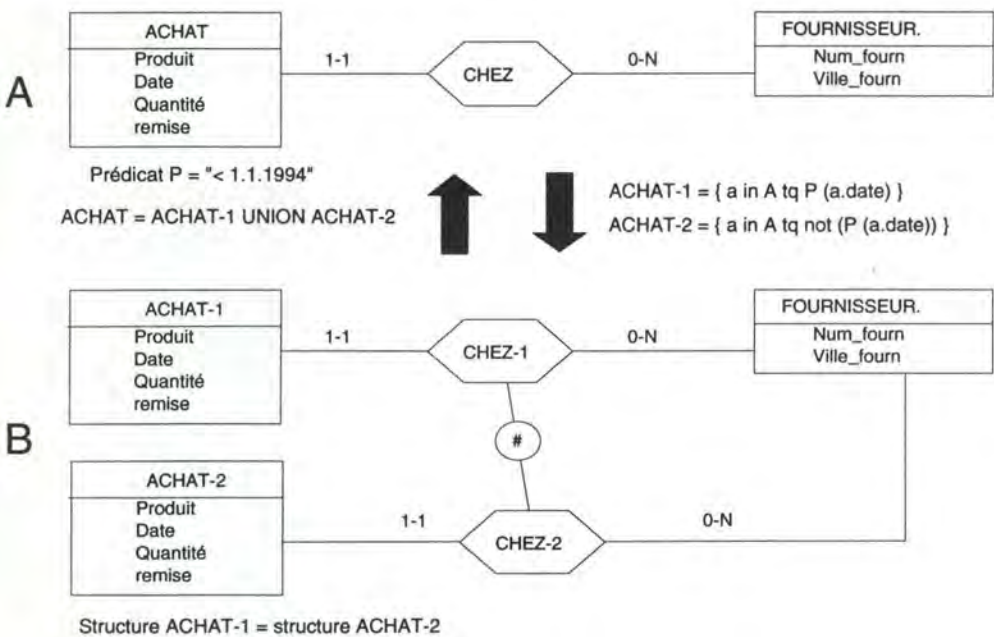 A
ACHAT
Produit
Date
Quantité
remise
1-1
CHEZ
0-N
FOURNISSEUR.
Num_fourn
Ville_fourn
Prédicat P = "< 1.1.1994"
ACHAT = ACHAT-1 UNION ACHAT-2
ACHAT-1 = { a in A tq P (a.date) }
ACHAT-2 = { a in A tq not (P (a.date)) }
B
ACHAT-1
Produit
Date
Quantité
remise
1-1
CHEZ-1
0-N
FOURNISSEUR.
Num_fourn
Ville_fourn
#
ACHAT-2
Produit
Date
Quantité
remise
1-1
CHEZ-2
0-N
Structure ACHAT-1 = structure ACHAT-2